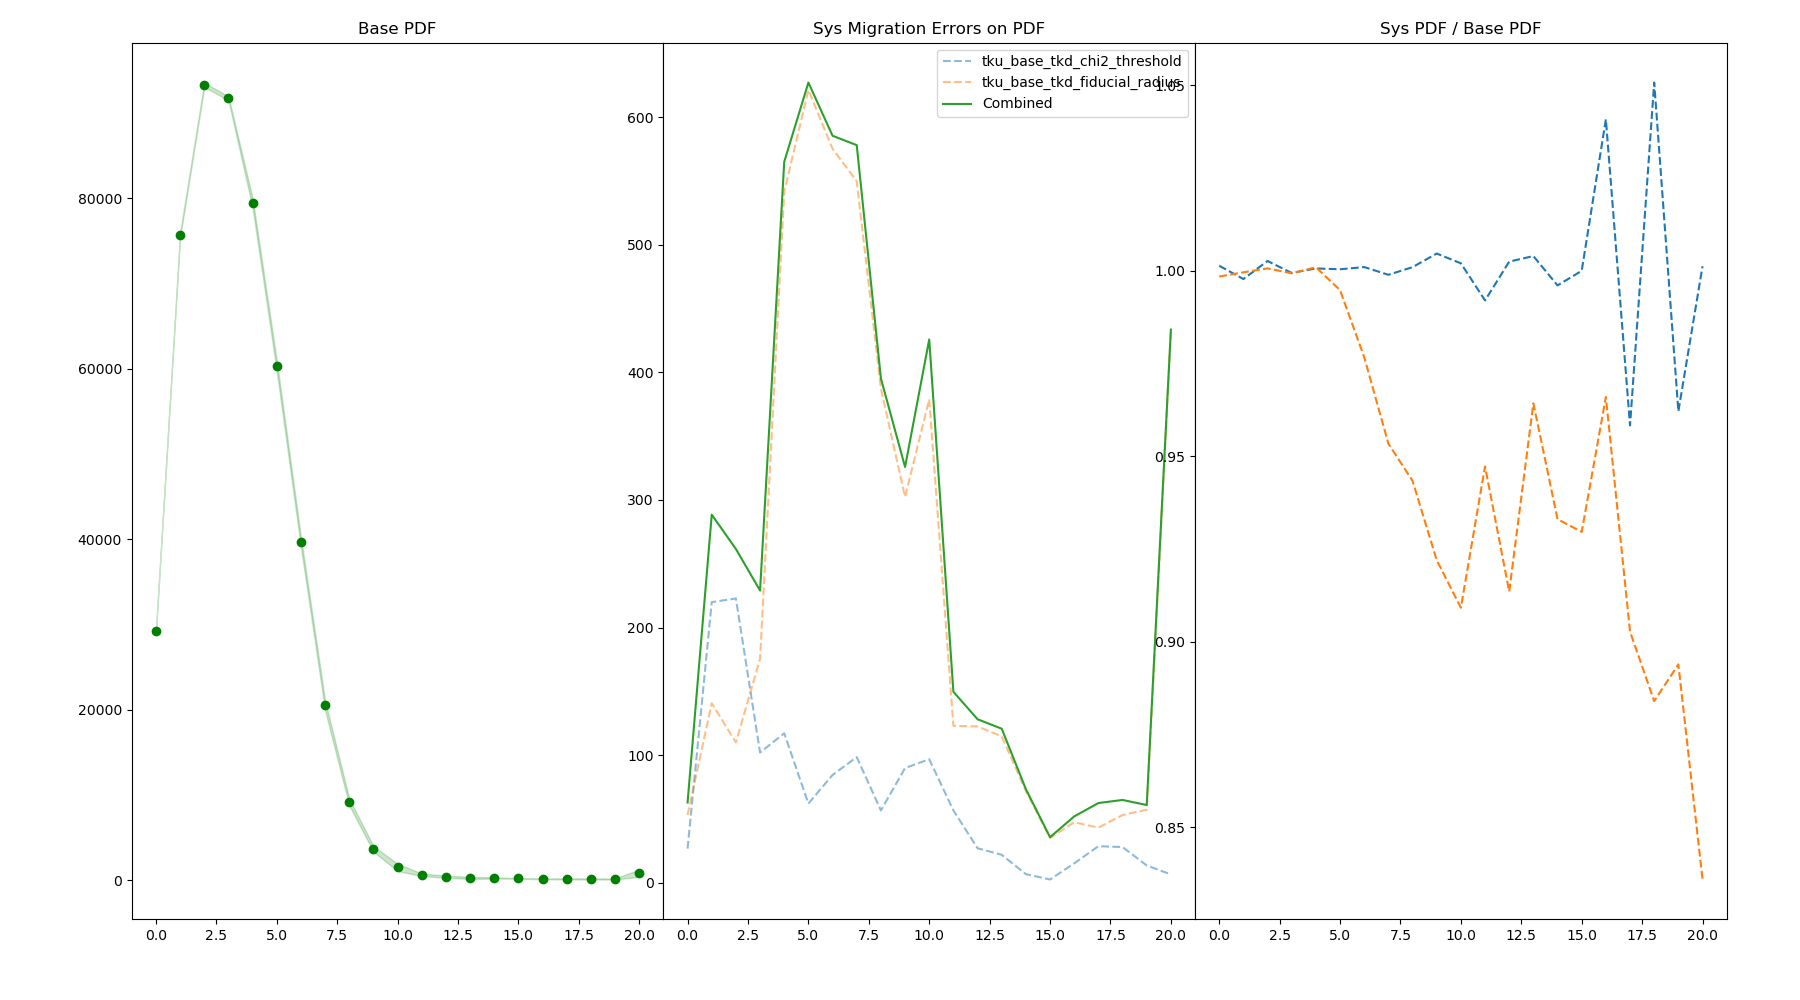 Base PDF
Sys Migration Errors on PDF
Sys PDF / Base PDF
tku_base_tkd_chi2_threshold
tku_base_tkd_fiducial_radius
Combined
80000
60000
40000
20000
0
600
500
400
300
200
100
0
1.05
1.00
0.95
0.90
0.85
0.0 2.5 5.0 7.5 10.0 12.5 15.0 17.5 20.0
0.0 2.5 5.0 7.5 10.0 12.5 15.0 17.5 20.0
0.0 2.5 5.0 7.5 10.0 12.5 15.0 17.5 20.0